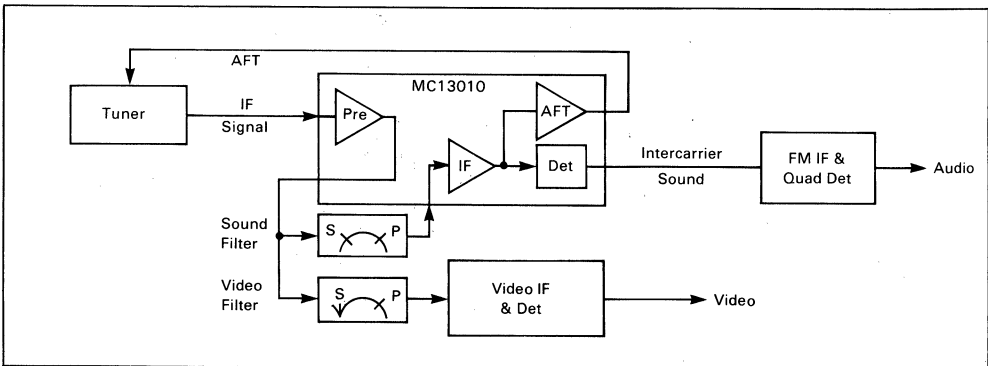 AFT
MC13010
Tuner
IF
Signal
Pre
AFT
IF
Det
Intercarrier
Sound
FM IF &
Quad Det
Audio
Sound
Filter
S P
Video
Filter
S P
Video IF
& Det
Video